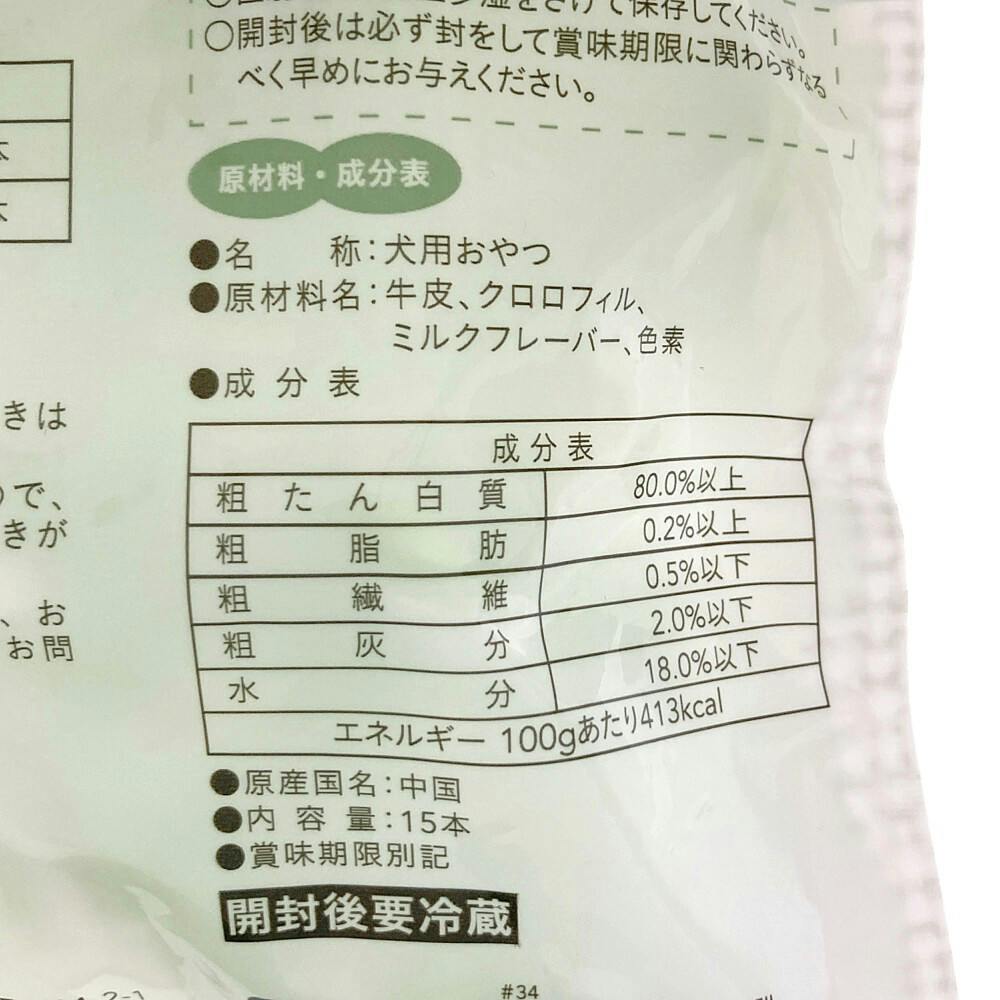 ○開封後は必ず封をして賞味期限に関わらずなる
べく早めにお与えください。
原材料・成分表
●名　　称：犬用おやつ
●原材料名：牛皮、クロロフィル、
ミルクフレーバー、色素
●成分表
成分表
粗たん白質 80.0%以上
粗脂肪 0.2%以上
粗繊維 0.5%以下
粗灰分 2.0%以下
水分 18.0%以下
エネルギー 100gあたり413kcal
●原産国名：中国
●内容量：15本
●賞味期限別記
開封後要冷蔵
#34
本
本
きは
ので、
きが
、お
お問